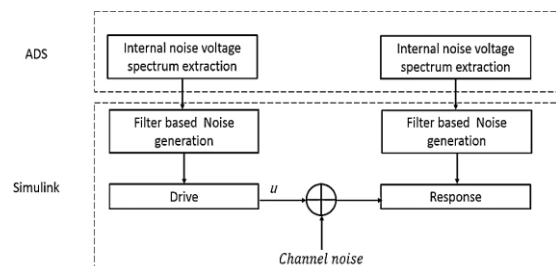 ADS
Internal noise voltage
spectrum extraction
Internal noise voltage
spectrum extraction
Simulink
Filter based Noise
generation
Filter based Noise
generation
Drive
u
Response
Channel noise